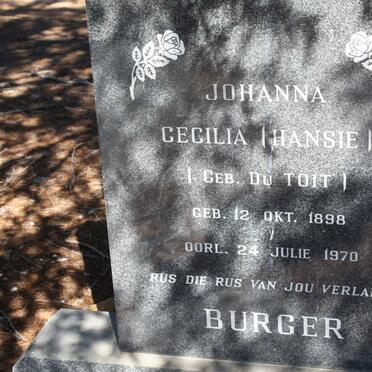 JOHANNA
CECILIA (HANSIE)
(GEB. DU TOIT)
GEB. 12 OKT. 1898
OORL. 24 JULIE 1970
RUS DIE RUS VAN JOU
BURGER